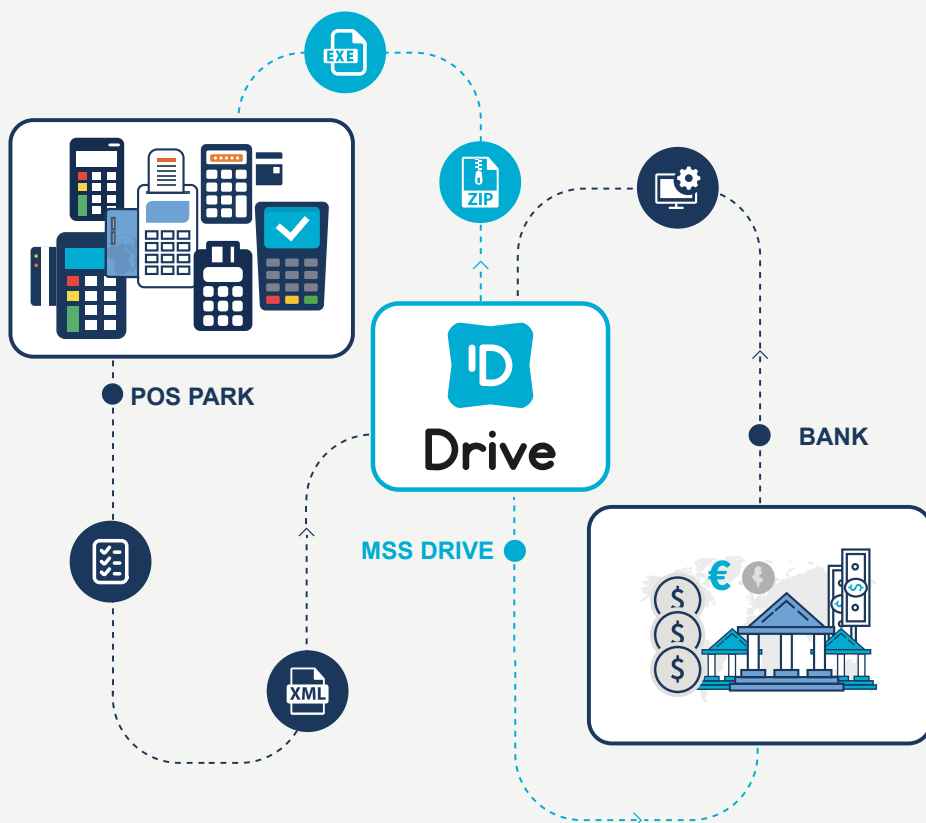 EXE
ZIP
POS PARK
D
Drive
BANK
MSS DRIVE
€
$
$
$
$
XML